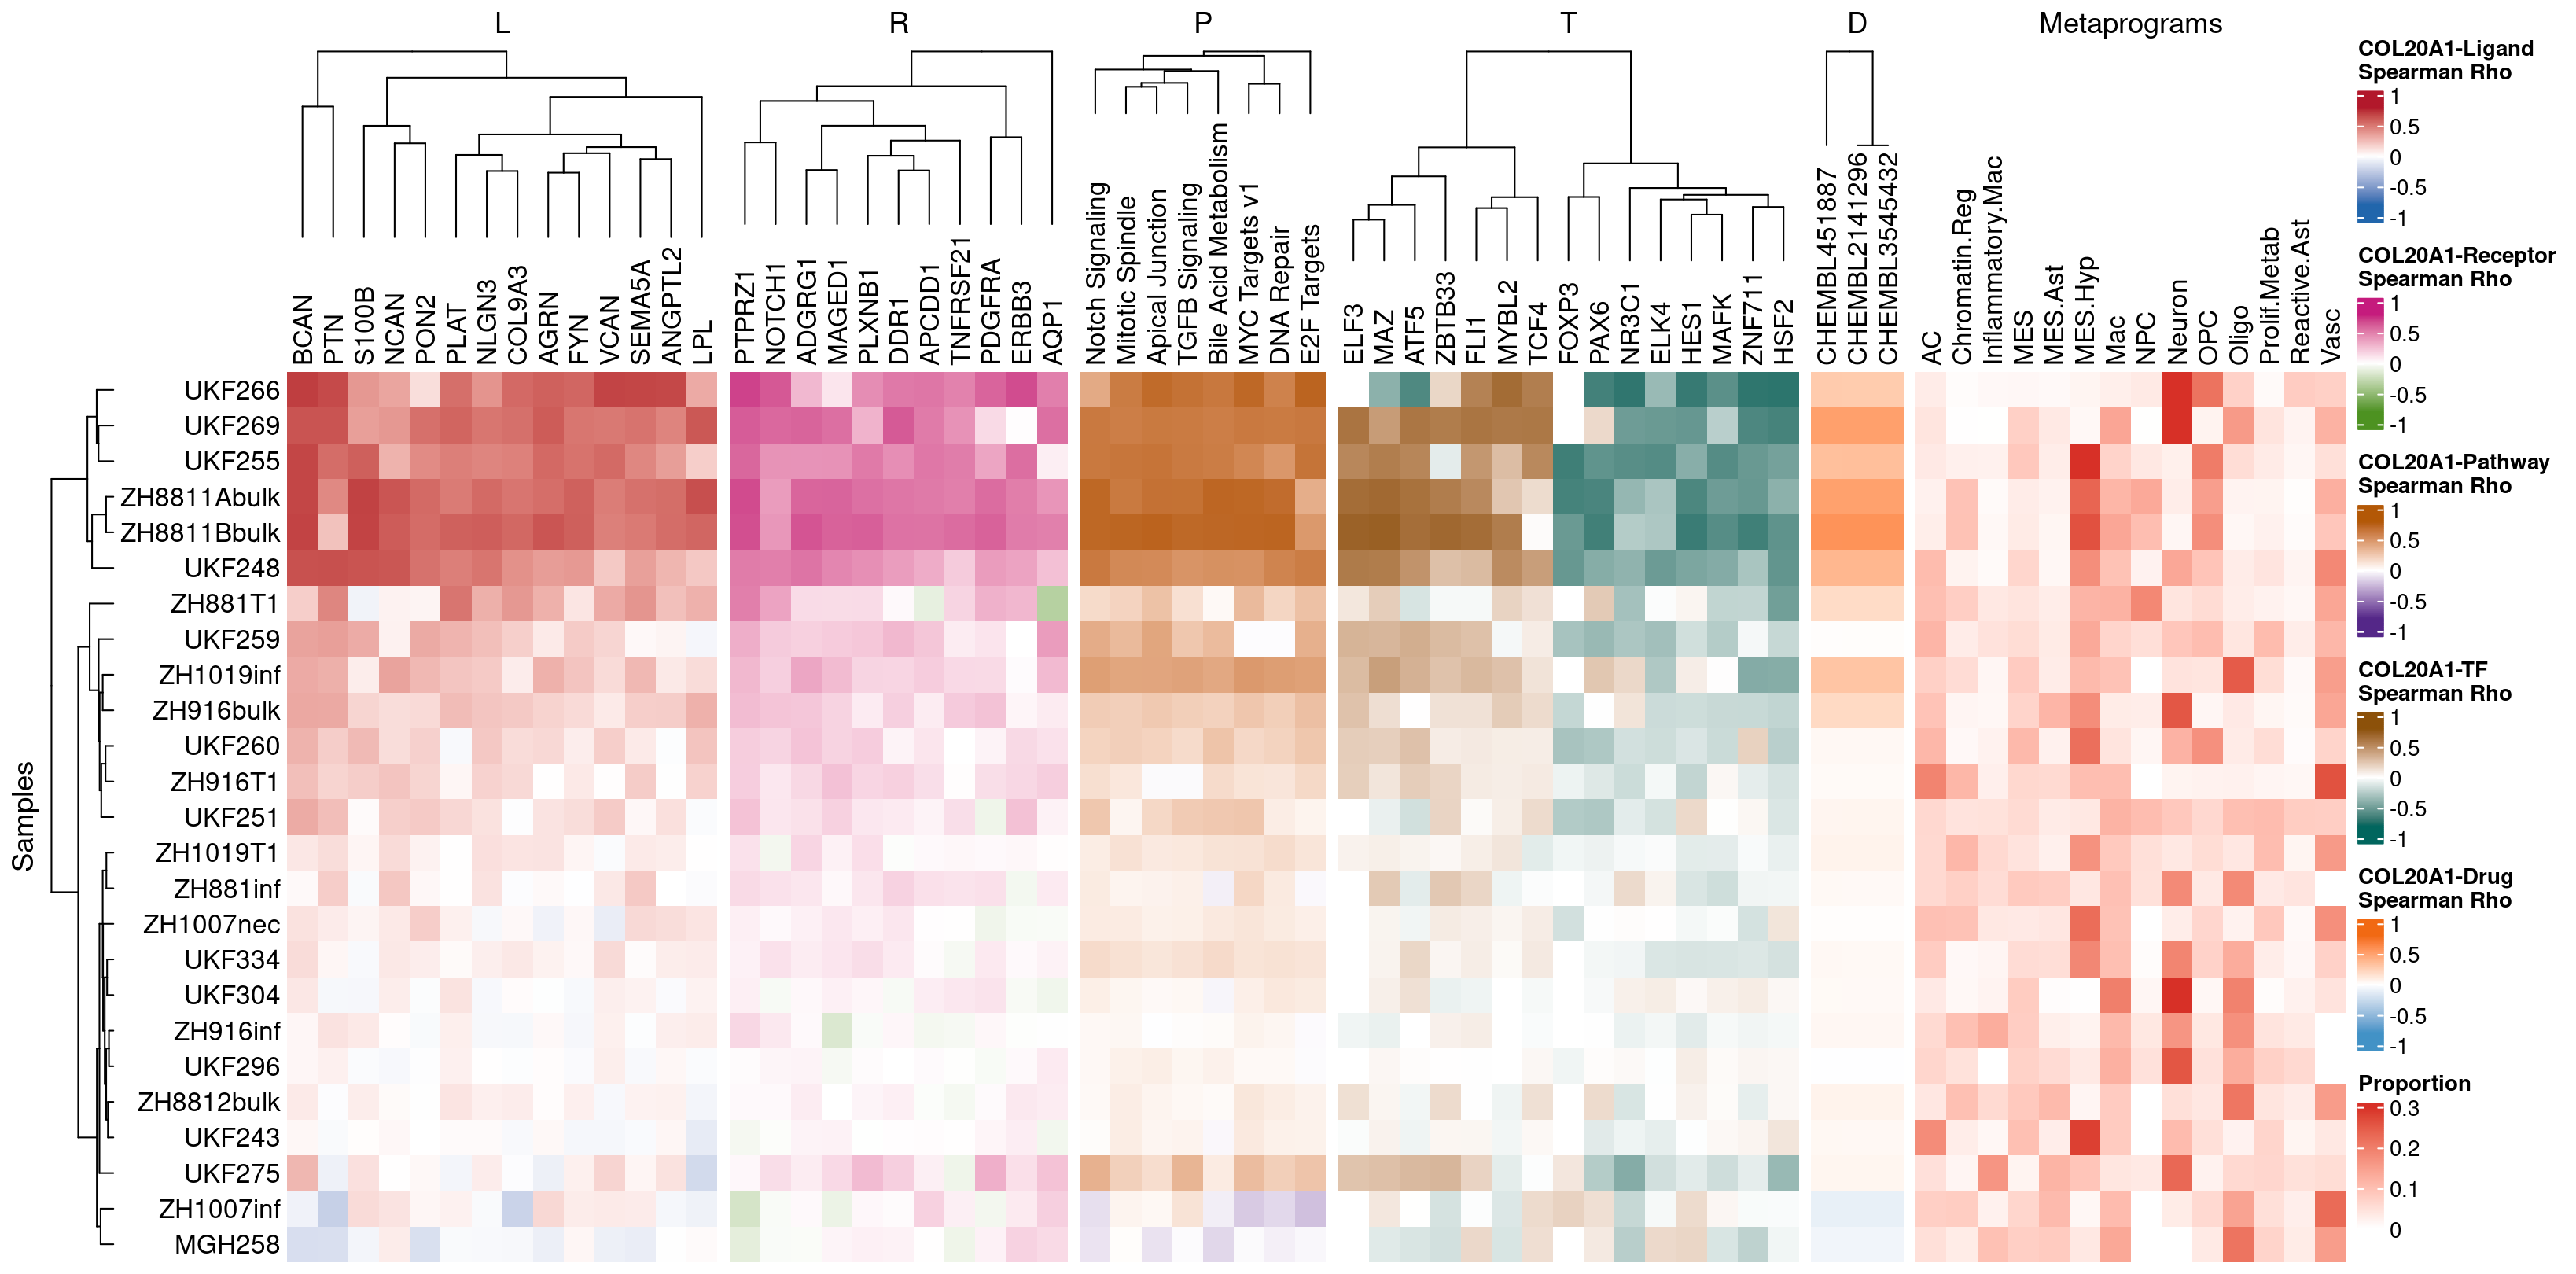 L
R
P
T
D
Metaprograms
BCAN
PTN
S100B
NCAN
PON2
PLAT
NLGN3
COL9A3
AGRN
FYN
VCAN
SEMA5A
ANGPTL2
LPL
PTPRZ1
NOTCH1
ADGRG1
MAGED1
PLXNB1
DDR1
APCDD1
TNFRSF21
PDGFRA
ERBB3
AQP1
Notch Signaling
Mitotic Spindle
Apical Junction
TGFB Signaling
Bile Acid Metabolism
MYC Targets v1
DNA Repair
E2F Targets
ELF3
MAZ
ATF5
ZBTB33
FLI1
MYBL2
TCF4
FOXP3
PAX6
NR3C1
ELK4
HES1
MAFK
ZNF711
HSF2
CHEMBL451887
CHEMBL2141296
CHEMBL3545432
AC
Chromatin.Reg
Inflammatory.Mac
MES
MES.Ast
MES.Hyp
Mac
NPC
Neuron
OPC
Oligo
Prolif.Metab
Reactive.Ast
Vasc
Samples
UKF266
UKF269
UKF255
ZH8811Abulk
ZH8811Bbulk
UKF248
ZH881T1
UKF259
ZH1019inf
ZH916bulk
UKF260
ZH916T1
UKF251
ZH1019T1
ZH881inf
ZH1007nec
UKF334
UKF304
ZH916inf
UKF296
ZH8812bulk
UKF243
UKF275
ZH1007inf
MGH258
COL20A1-Ligand
Spearman Rho
1
0.5
0
-0.5
-1
COL20A1-Receptor
Spearman Rho
1
0.5
0
-0.5
-1
COL20A1-Pathway
Spearman Rho
1
0.5
0
-0.5
-1
COL20A1-TF
Spearman Rho
1
0.5
0
-0.5
-1
COL20A1-Drug
Spearman Rho
1
0.5
0
-0.5
-1
Proportion
0.3
0.2
0.1
0